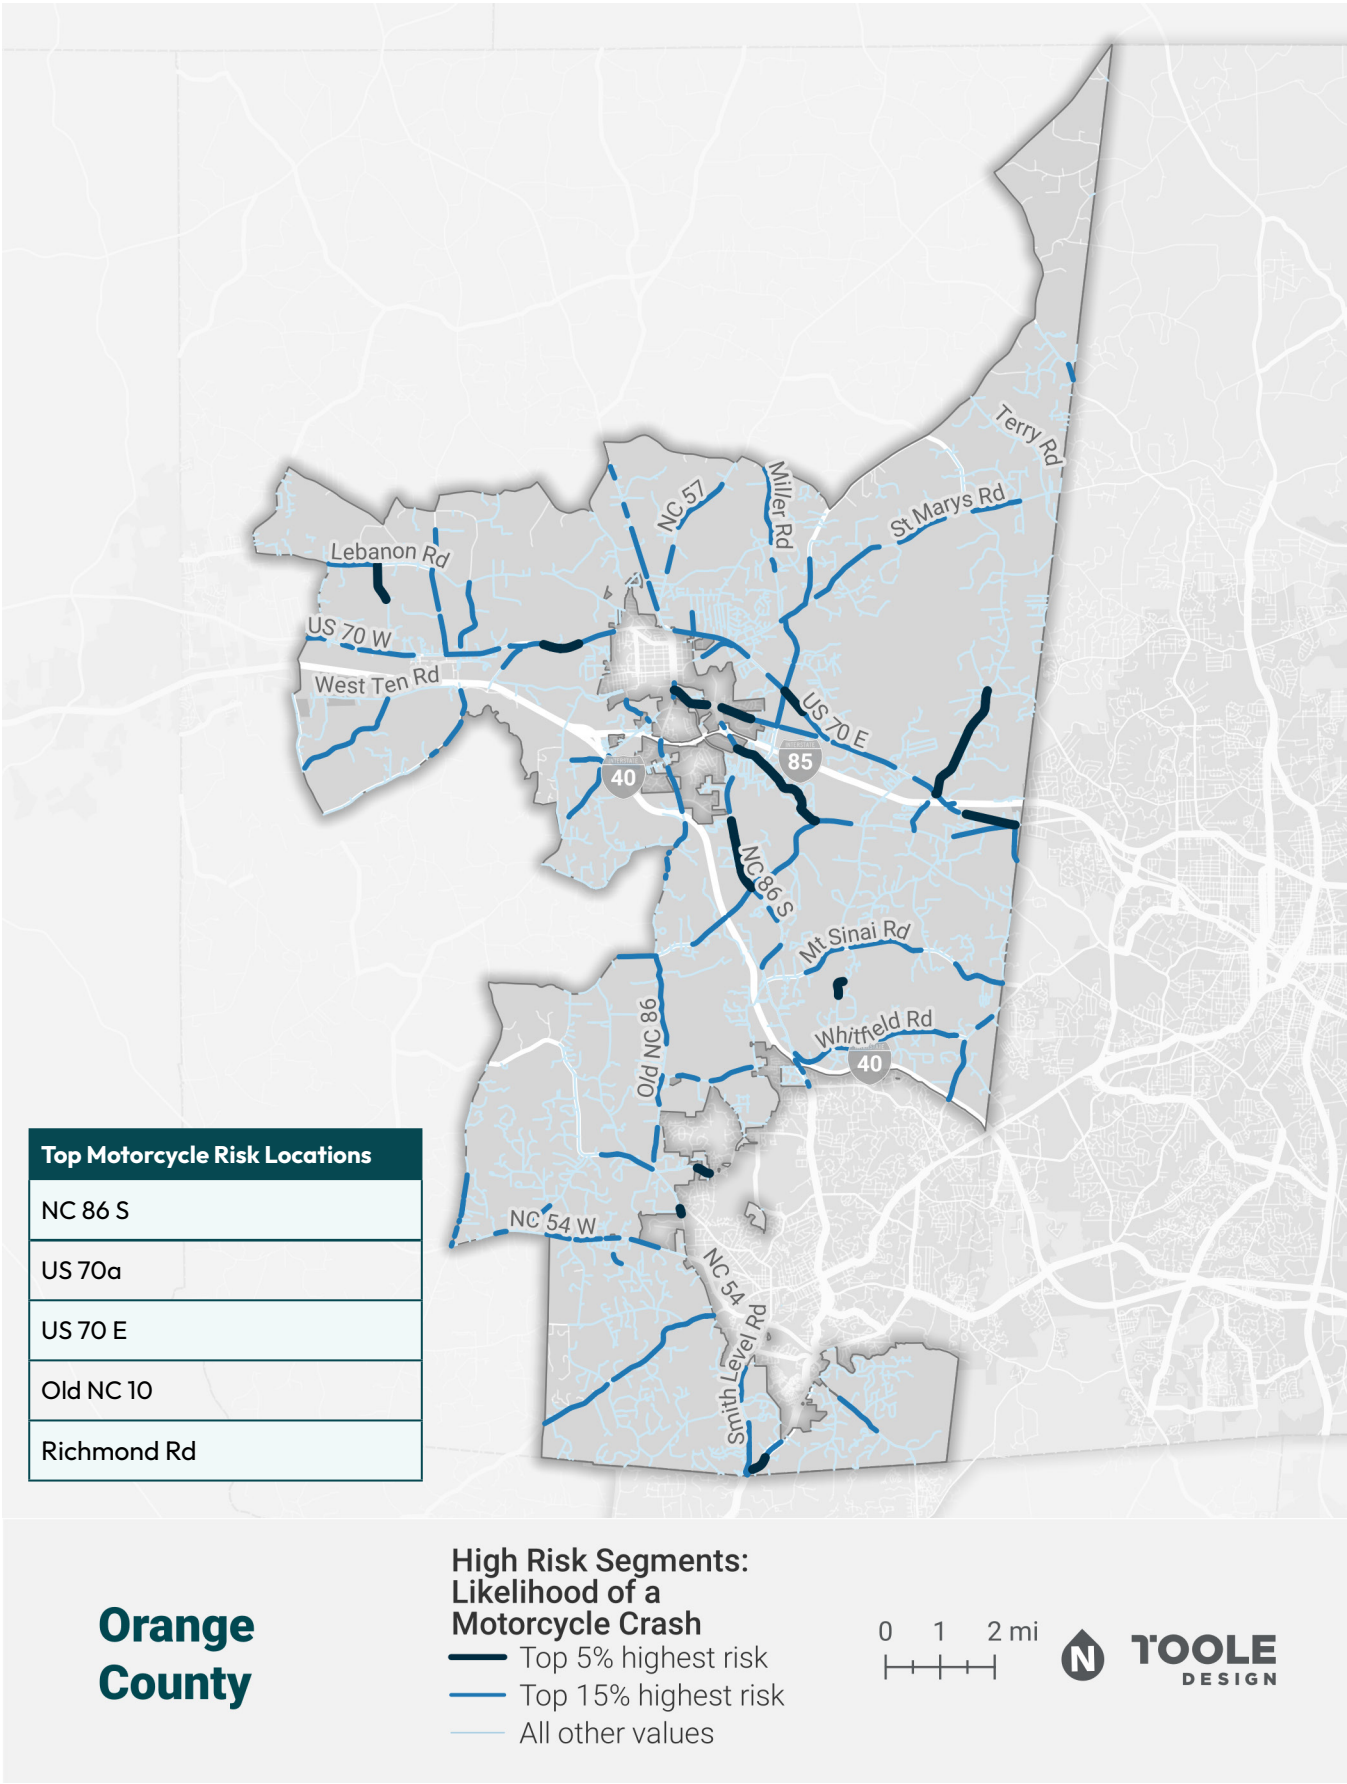 Terry Rd
NC 57
Miller Rd
St Marys Rd
Lebanon Rd
US 70 W
West Ten Rd
US 70 E
INTERSTATE
85
INTERSTATE
40
NC 86 S
Mt Sinai Rd
Old NC 86
Whitfield Rd
40
NC 54 W
NC 54
Smith Level Rd
Top Motorcycle Risk Locations
NC 86 S
US 70a
US 70 E
Old NC 10
Richmond Rd
Orange
County
High Risk Segments:
Likelihood of a
Motorcycle Crash
Top 5% highest risk
Top 15% highest risk
All other values
0 1 2 mi
N
TOOLE
DESIGN